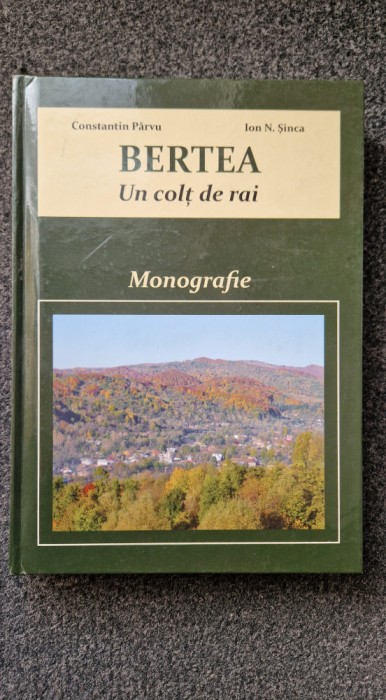 Constantin Pârvu Ion N. Șinca
BERTEA
Un colț de rai
Monografie